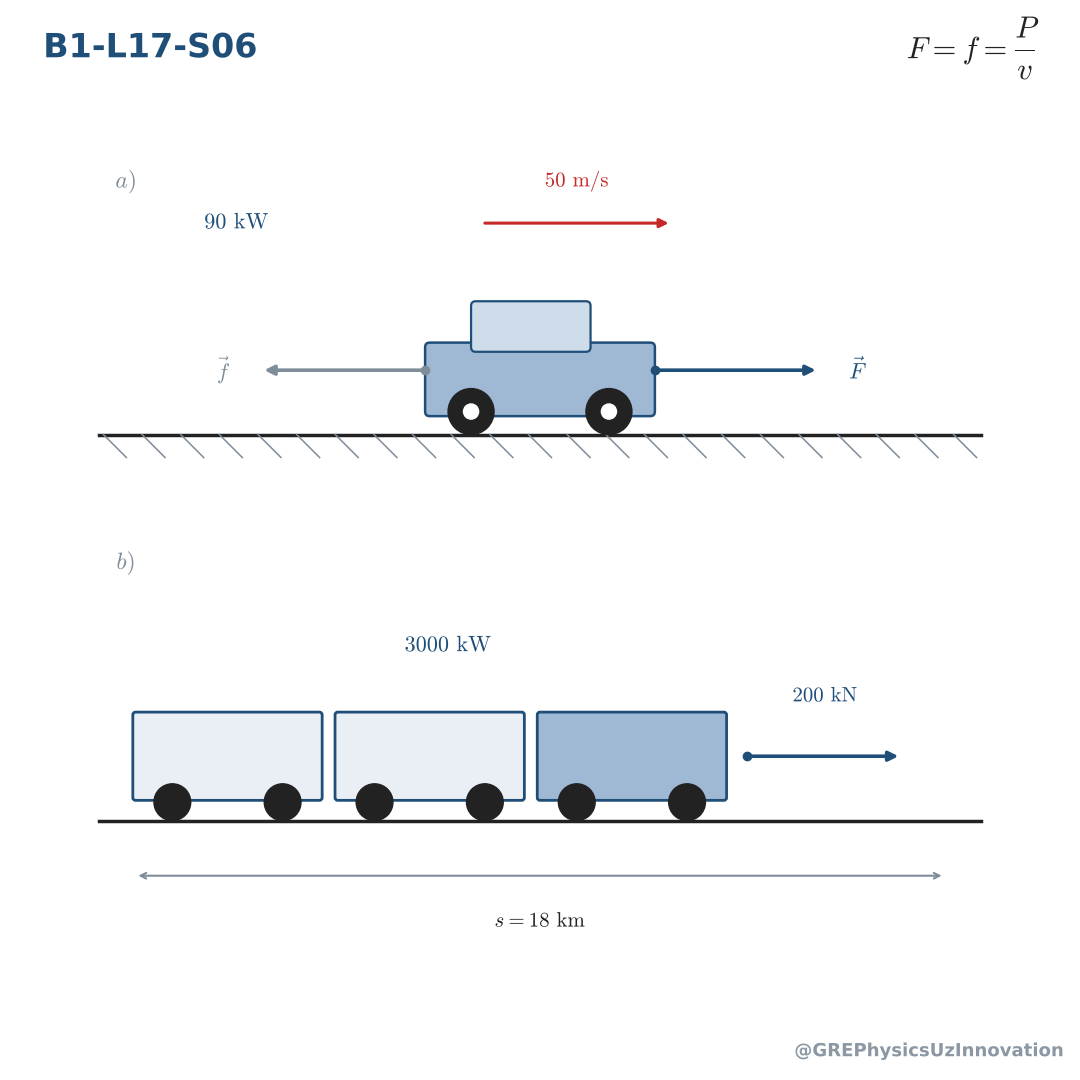 B1-L17-S06
F = f = P/v
a)
50 m/s
90 kW
f⃗
F⃗
b)
3000 kW
200 kN
s = 18 km
@GREPhysicsUzInnovation